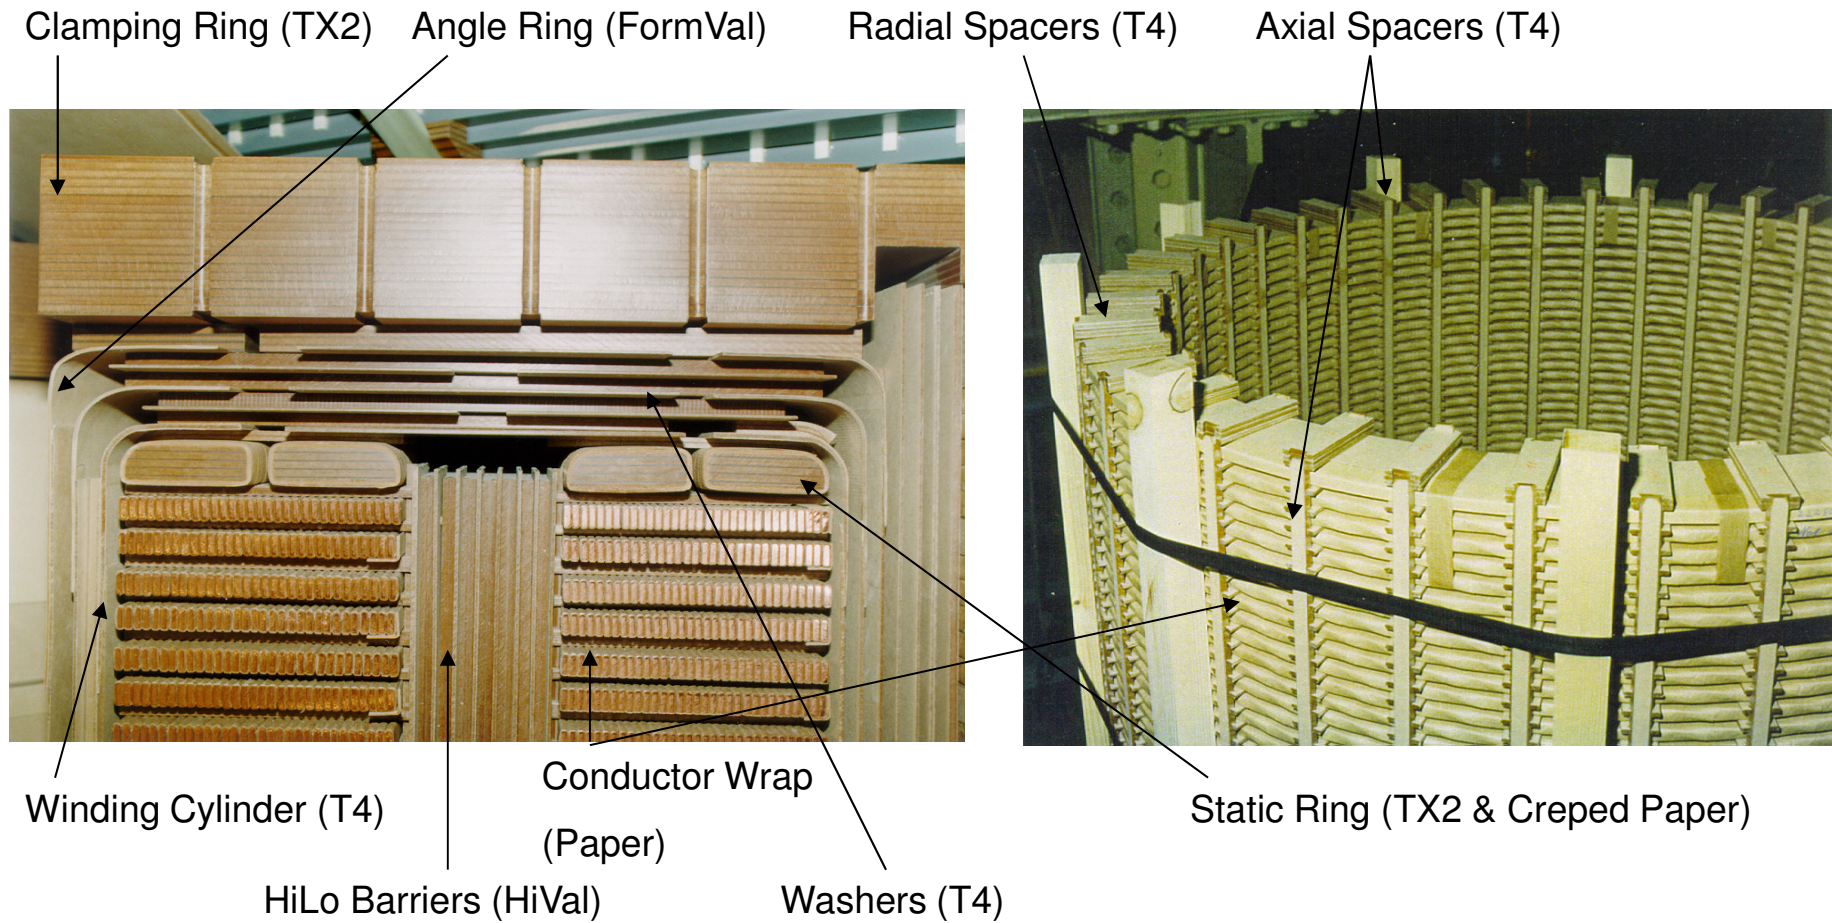 Clamping Ring (TX2)
Angle Ring (FormVal)
Radial Spacers (T4)
Axial Spacers (T4)
Winding Cylinder (T4)
Conductor Wrap
(Paper)
Static Ring (TX2 & Creped Paper)
HiLo Barriers (HiVal)
Washers (T4)